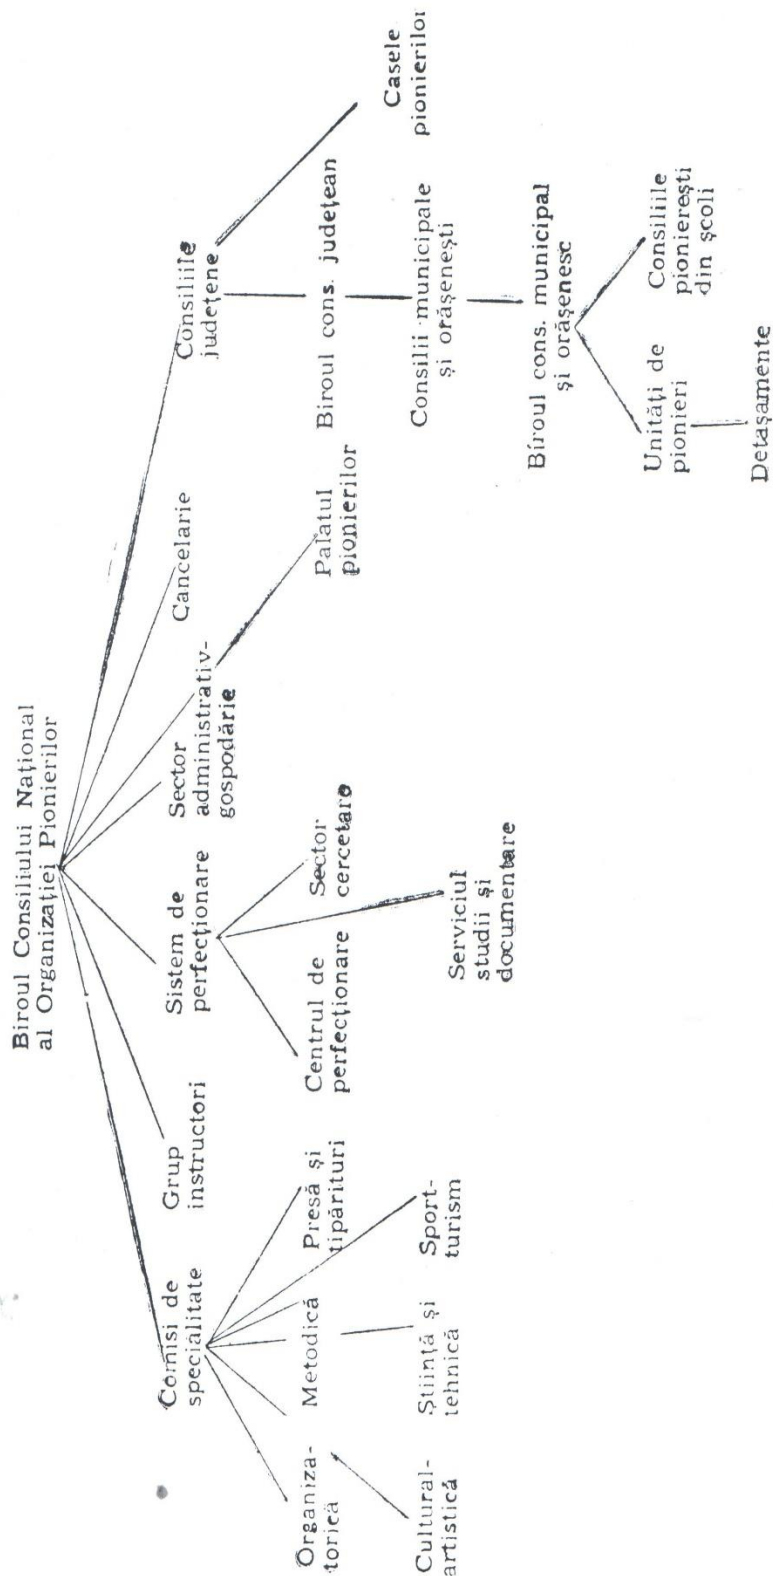 Biroul Consiliului Național
al Organizației Pionierilor
Comisi de
specialitate
Grup
instructori
Sistem de
perfecționare
Sector
administrativ-
gospodărie
Cancelarie
Consiliile
județene
Organiza-
torică
Metodică
Presă și
tipărituri
Centrul de
perfecționare
Sector
cercetare
Palatul
pionierilor
Biroul cons. județean
Casele
pionierilor
Cultural-
artistică
Știință și
tehnică
Sport-
turism
Serviciul
studii și
documentare
Consilii municipale
și orășenești
Biroul cons. municipal
și orășenesc
Unități de
pionieri
Consiliile
pionierești
din școli
Detașamente